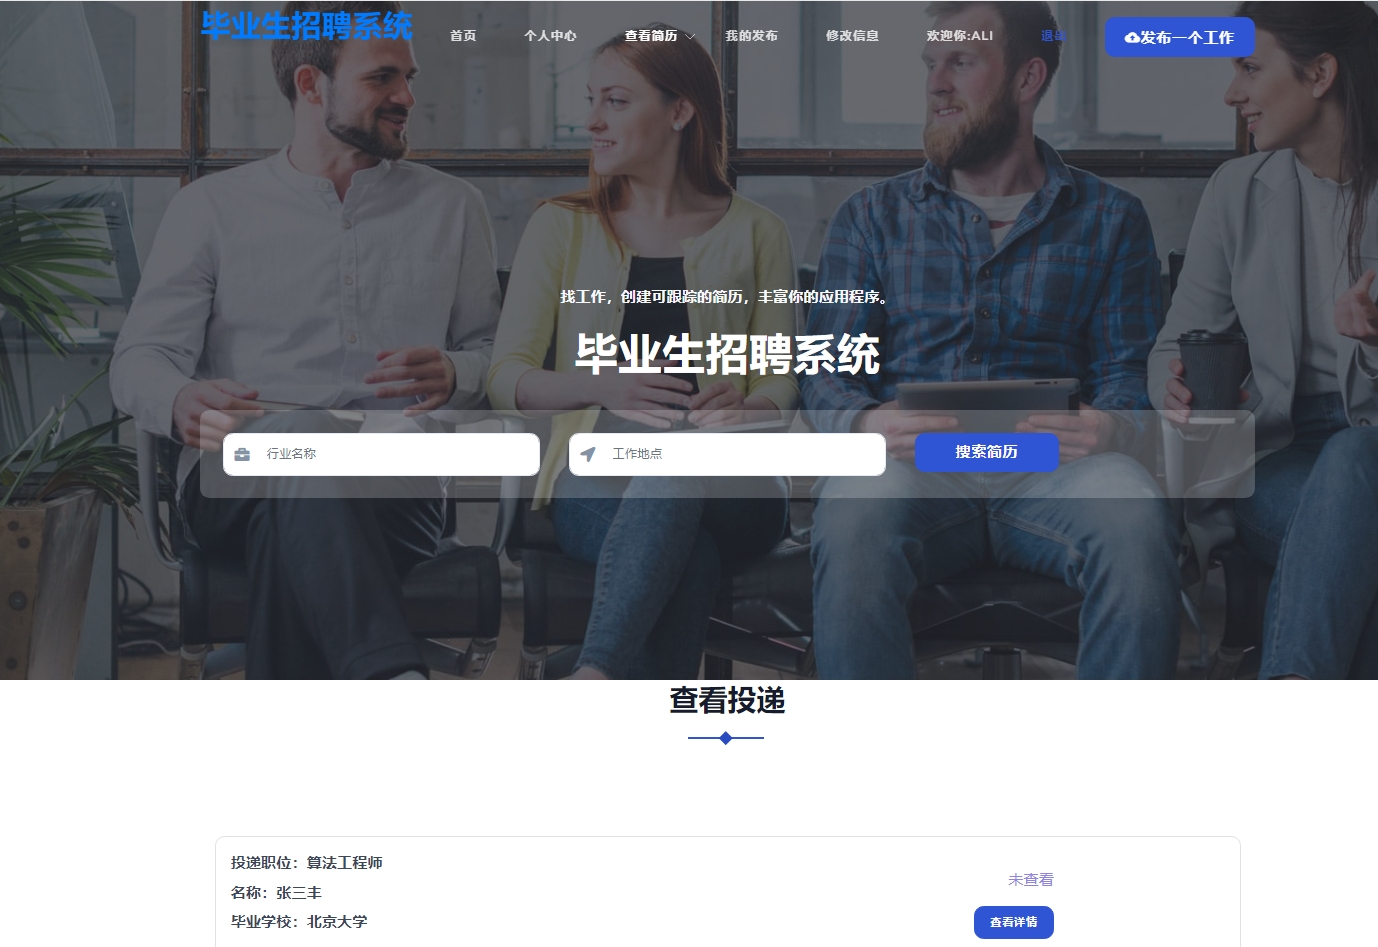 毕业生招聘系统
首页 个人中心 查看简历 我的发布 修改信息 欢迎你:ALI 发布一个工作
找工作，创建可跟踪的简历，丰富你的应用程序。
毕业生招聘系统
行业名称 工作地点 搜索简历
查看投递
投递职位：算法工程师
未查看
名称：张三丰
毕业学校：北京大学
查看详情